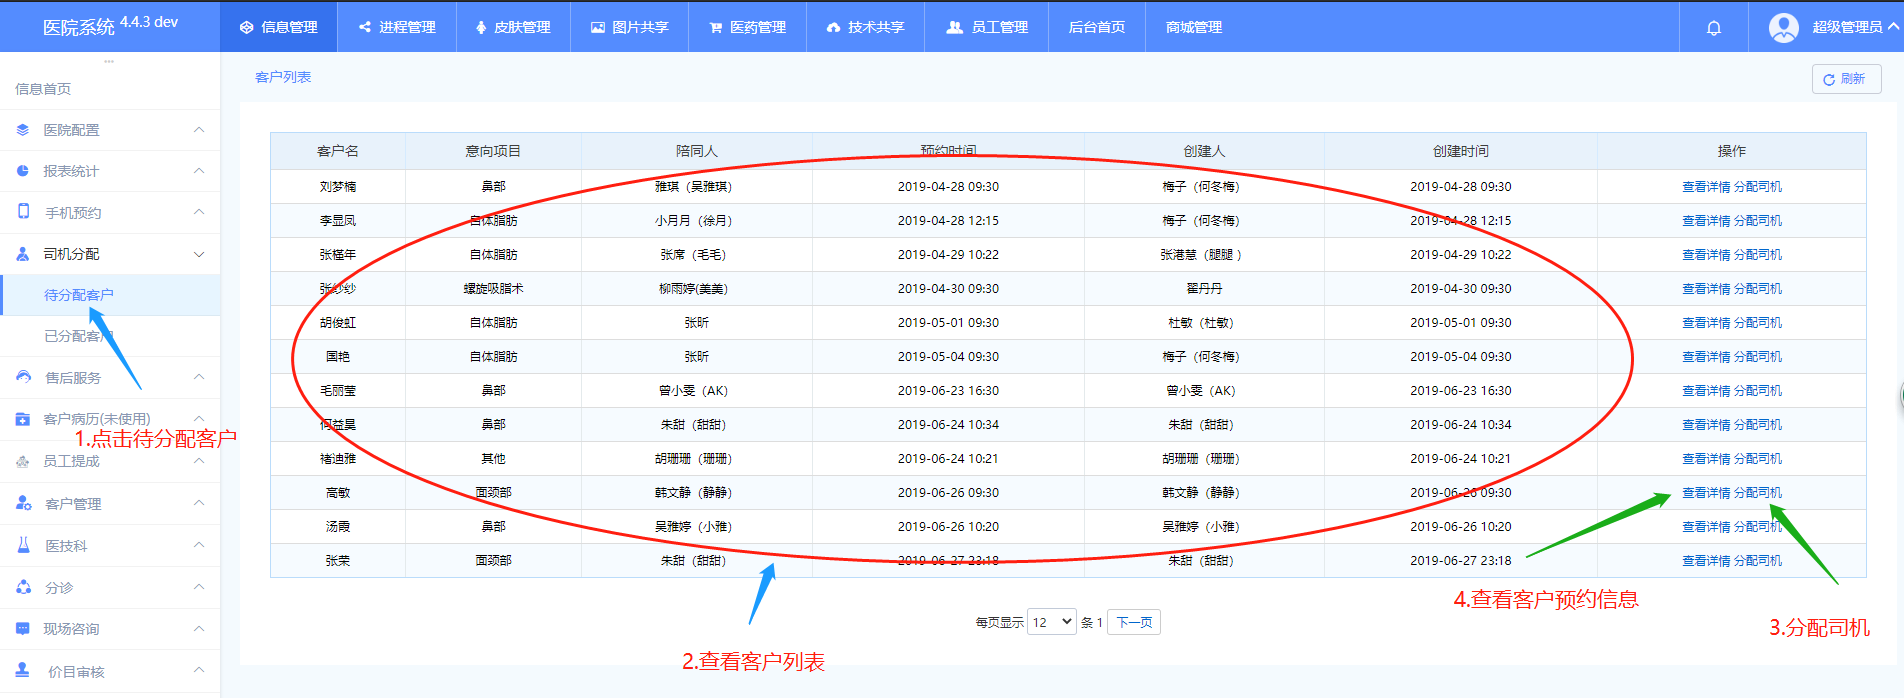 医院系统 4.4.3 dev 信息管理 进程管理 皮肤管理 图片共享 医药管理 技术共享 员工管理 后台首页 商城管理 超级管理员
信息首页
医院配置
报表统计
手机预约
司机分配
待分配客户
已分配客户
售后服务
客户病历(未使用)
1.点击待分配客户
员工提成
客户管理
医技科
分诊
现场咨询
价目审核
客户列表 刷新
客户名 意向项目 陪同人 预约时间 创建人 创建时间 操作
刘梦楠 鼻部 雅琪（吴雅琪） 2019-04-28 09:30 梅子（何冬梅） 2019-04-28 09:30 查看详情 分配司机
李显凤 自体脂肪 小月月（徐月） 2019-04-28 12:15 梅子（何冬梅） 2019-04-28 12:15 查看详情 分配司机
张槿年 自体脂肪 张席（毛毛） 2019-04-29 10:22 张港慧（腿腿 ） 2019-04-29 10:22 查看详情 分配司机
张纱纱 螺旋吸脂术 柳雨婷(美美) 2019-04-30 09:30 翟丹丹 2019-04-30 09:30 查看详情 分配司机
胡俊虹 自体脂肪 张昕 2019-05-01 09:30 杜敏（杜敏） 2019-05-01 09:30 查看详情 分配司机
国艳 自体脂肪 张昕 2019-05-04 09:30 梅子（何冬梅） 2019-05-04 09:30 查看详情 分配司机
毛丽莹 鼻部 曾小雯（AK） 2019-06-23 16:30 曾小雯（AK） 2019-06-23 16:30 查看详情 分配司机
何益昊 鼻部 朱甜（甜甜） 2019-06-24 10:34 朱甜（甜甜） 2019-06-24 10:34 查看详情 分配司机
褚迪雅 其他 胡珊珊（珊珊） 2019-06-24 10:21 胡珊珊（珊珊） 2019-06-24 10:21 查看详情 分配司机
高敏 面颈部 韩文静（静静） 2019-06-26 09:30 韩文静（静静） 2019-06-26 09:30 查看详情 分配司机
汤霞 鼻部 吴雅婷（小雅） 2019-06-26 10:20 吴雅婷（小雅） 2019-06-26 10:20 查看详情 分配司机
张荣 面颈部 朱甜（甜甜） 2019-06-27 23:18 朱甜（甜甜） 2019-06-27 23:18 查看详情 分配司机
4.查看客户预约信息
每页显示 12 条 1 下一页
3.分配司机
2.查看客户列表